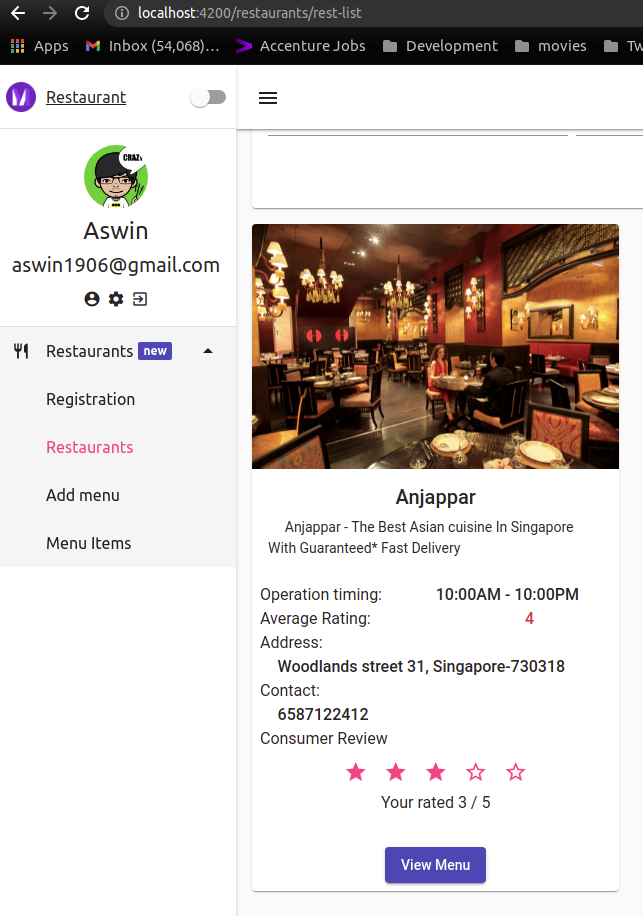 localhost:4200/restaurants/rest-list
Apps
Inbox (54,068)...
Accenture Jobs
Development
movies
Tw
Restaurant
CRAZY
Aswin
aswin1906@gmail.com
Restaurants new
Registration
Restaurants
Add menu
Menu Items
Anjappar
Anjappar - The Best Asian cuisine In Singapore
With Guaranteed* Fast Delivery
Operation timing: 10:00AM - 10:00PM
Average Rating: 4
Address:
Woodlands street 31, Singapore-730318
Contact:
6587122412
Consumer Review
Your rated 3 / 5
View Menu